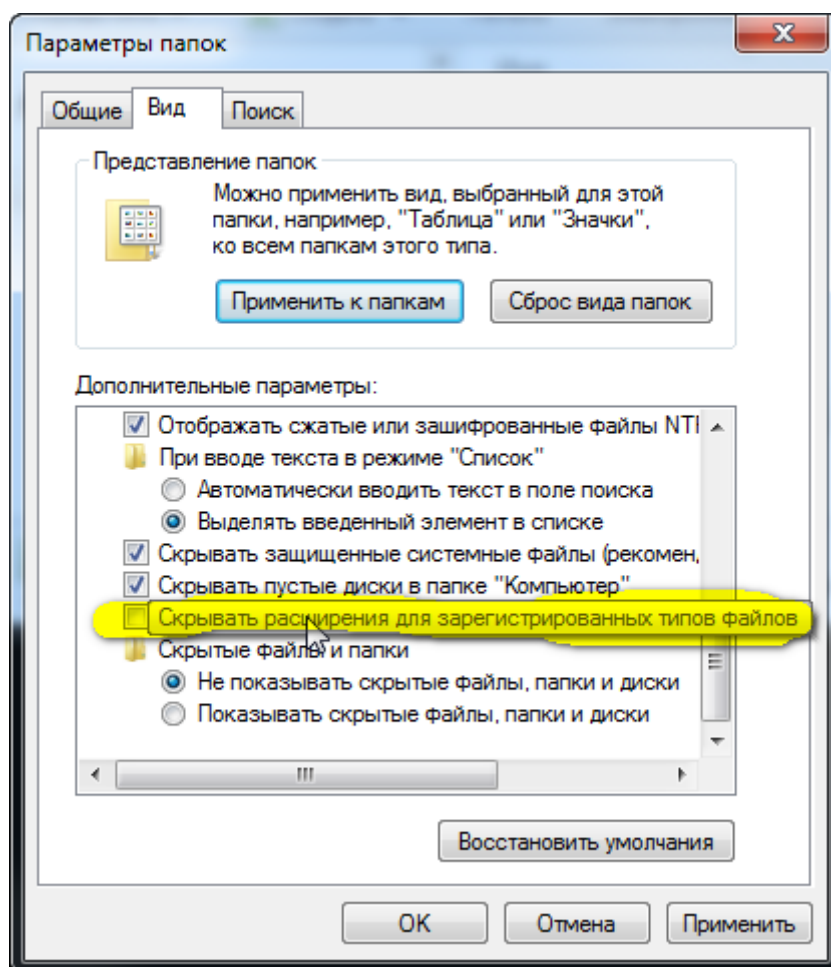 Параметры папок
Общие Вид Поиск
Представление папок
Можно применить вид, выбранный для этой
папки, например, "Таблица" или "Значки",
ко всем папкам этого типа.
Применить к папкам Сброс вида папок
Дополнительные параметры:
Отображать сжатые или зашифрованные файлы NTI
При вводе текста в режиме "Список"
Автоматически вводить текст в поле поиска
Выделять введенный элемент в списке
Скрывать защищенные системные файлы (рекомен,
Скрывать пустые диски в папке "Компьютер"
Скрывать расширения для зарегистрированных типов файлов
Скрытые файлы и папки
Не показывать скрытые файлы, папки и диски
Показывать скрытые файлы, папки и диски
Восстановить умолчания
ОК Отмена Применить